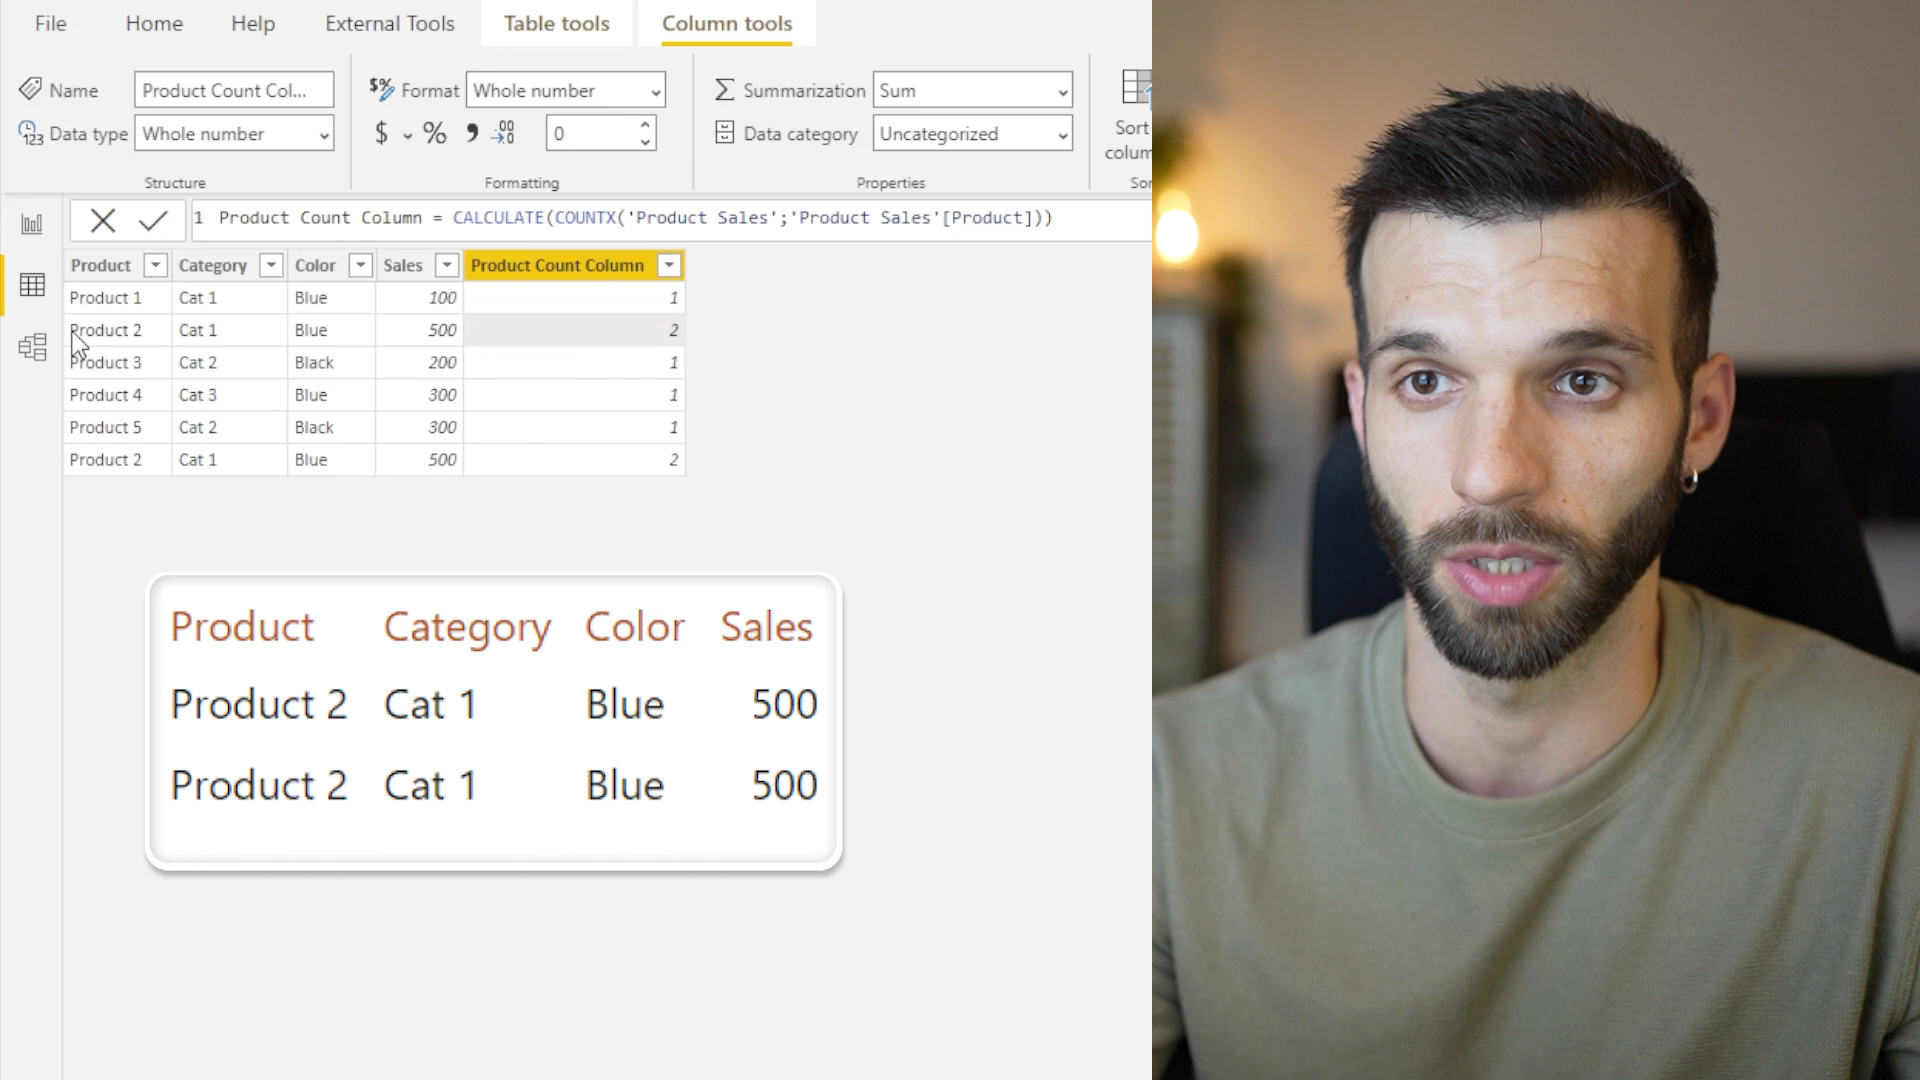 File Home Help External Tools Table tools Column tools
Name Product Count Col... $% Format Whole number Summarization Sum Sort
Data type Whole number $ % 0 Data category Uncategorized colum
Structure Formatting Properties Sor
1 Product Count Column = CALCULATE(COUNTX('Product Sales';'Product Sales'[Product]))
Product Category Color Sales Product Count Column
Product 1 Cat 1 Blue 100 1
Product 2 Cat 1 Blue 500 2
Product 3 Cat 2 Black 200 1
Product 4 Cat 3 Blue 300 1
Product 5 Cat 2 Black 300 1
Product 2 Cat 1 Blue 500 2
Product Category Color Sales
Product 2 Cat 1 Blue 500
Product 2 Cat 1 Blue 500